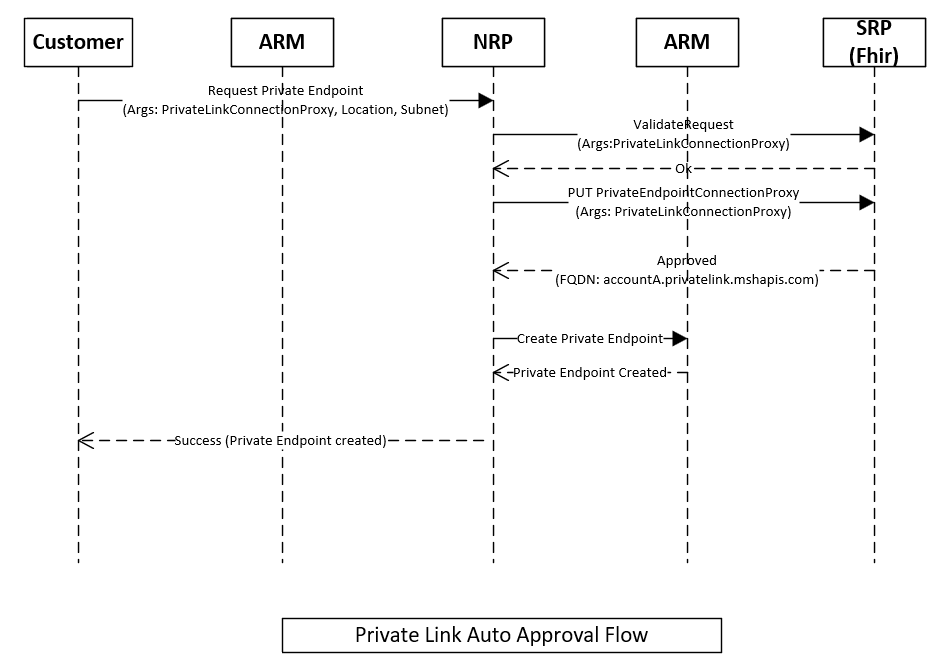 Customer
ARM
NRP
ARM
SRP
(Fhir)
Request Private Endpoint
(Args: PrivateLinkConnectionProxy, Location, Subnet)
ValidateRequest
(Args:PrivateLinkConnectionProxy)
Ok
PUT PrivateEndpointConnectionProxy
(Args: PrivateLinkConnectionProxy)
Approved
(FQDN: accountA.privatelink.mshapis.com)
Create Private Endpoint
Private Endpoint Created
Success (Private Endpoint created)
Private Link Auto Approval Flow